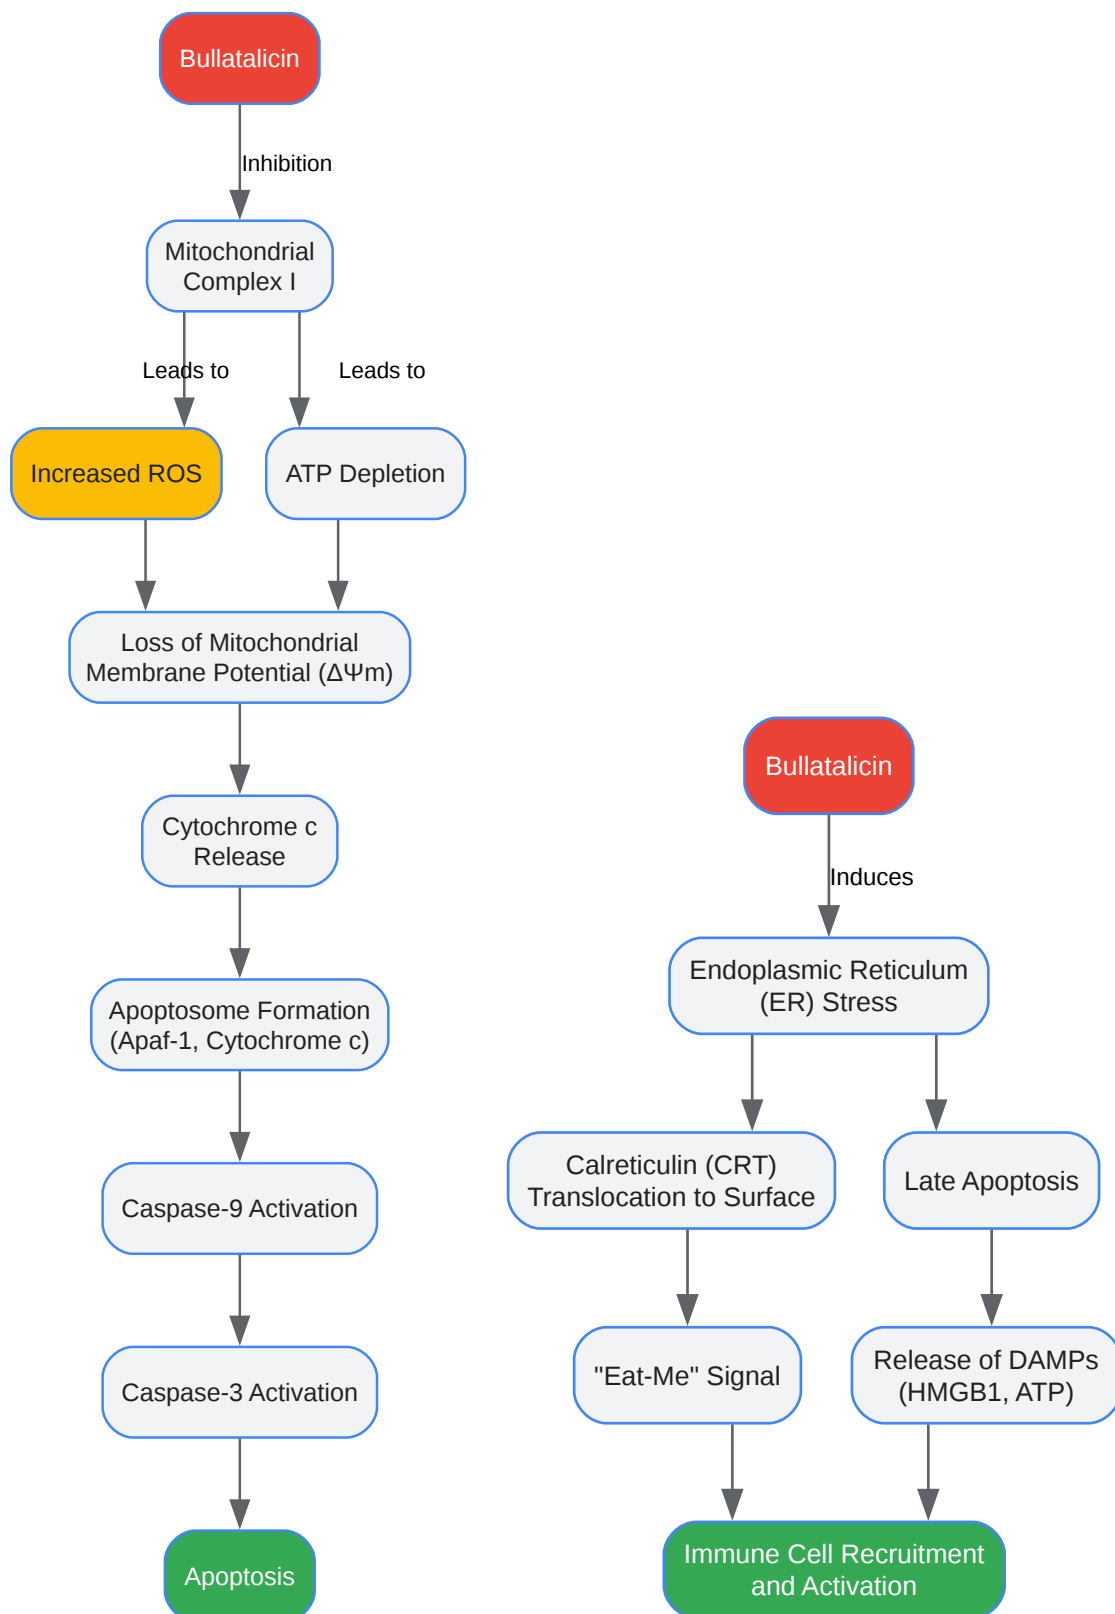 Bullatalicin
Inhibition
Mitochondrial
Complex I
Leads to
Leads to
Increased ROS
ATP Depletion
Loss of Mitochondrial
Membrane Potential (ΔΨm)
Cytochrome c
Release
Apoptosome Formation
(Apaf-1, Cytochrome c)
Caspase-9 Activation
Caspase-3 Activation
Apoptosis
Bullatalicin
Induces
Endoplasmic Reticulum
(ER) Stress
Calreticulin (CRT)
Translocation to Surface
Late Apoptosis
"Eat-Me" Signal
Release of DAMPs
(HMGB1, ATP)
Immune Cell Recruitment
and Activation